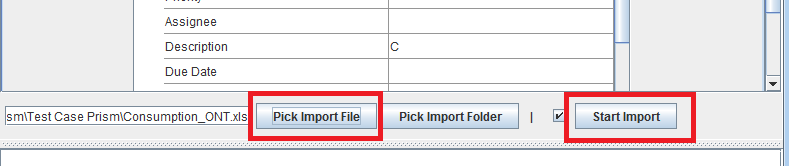 Assignee
Description C
Due Date
sm\Test Case Prism\Consumption_ONT.xls Pick Import File Pick Import Folder | Start Import